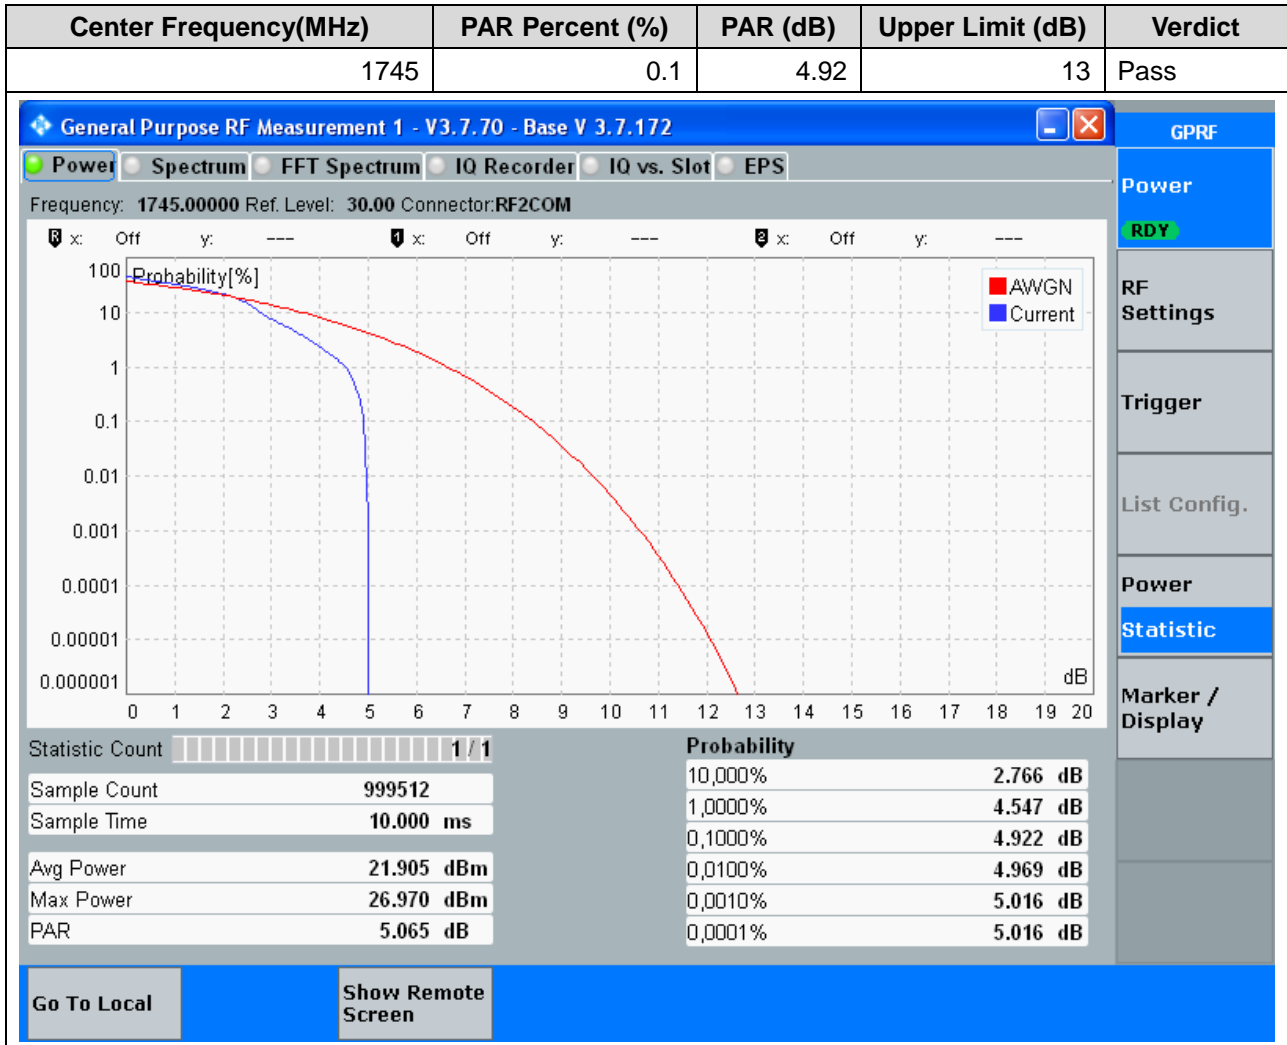 Center Frequency(MHz) PAR Percent (%) PAR (dB) Upper Limit (dB) Verdict
1745 0.1 4.92 13 Pass
General Purpose RF Measurement 1 - V3.7.70 - Base V 3.7.172
GPRF
Power Spectrum FFT Spectrum IQ Recorder IQ vs. Slot EPS
Frequency: 1745.00000 Ref. Level: 30.00 Connector:RF2COM
R x: Off y: --- 1 x: Off y: --- 2 x: Off y: ---
Probability[%]
AWGN
Current
100
10
1
0.1
0.01
0.001
0.0001
0.00001
0.000001
dB
0 1 2 3 4 5 6 7 8 9 10 11 12 13 14 15 16 17 18 19 20
Statistic Count 1 / 1
Sample Count 999512
Sample Time 10.000 ms
Avg Power 21.905 dBm
Max Power 26.970 dBm
PAR 5.065 dB
Probability
10,000% 2.766 dB
1,0000% 4.547 dB
0,1000% 4.922 dB
0,0100% 4.969 dB
0,0010% 5.016 dB
0,0001% 5.016 dB
Power
RDY
RF
Settings
Trigger
List Config.
Power
Statistic
Marker /
Display
Go To Local
Show Remote
Screen